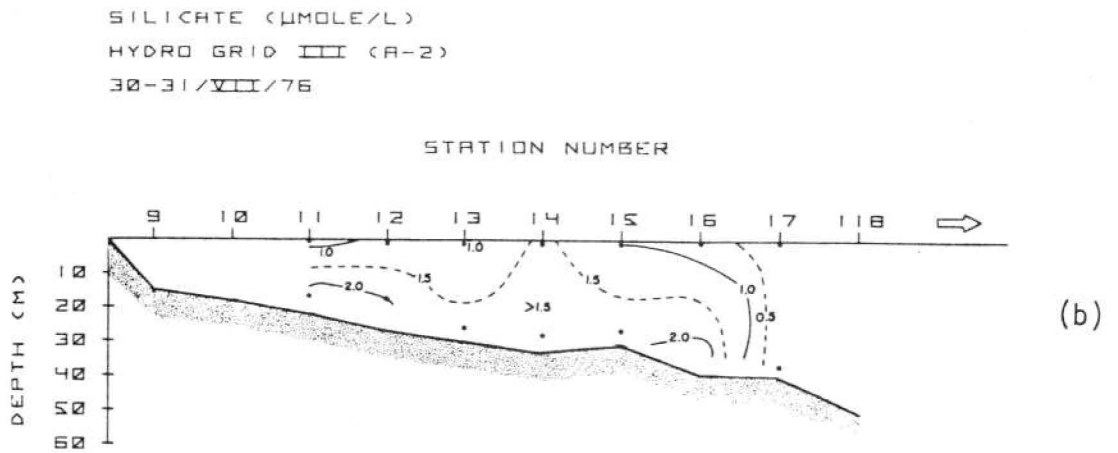 SILICATE (µMOLE/L)
HYDRO GRID III (A-2)
30-31/VII/76
STATION NUMBER
9 10 11 12 13 14 15 16 17 118
DEPTH (M)
10
20
30
40
50
60
1.0
1.0
1.5
2.0
>1.5
1.5
1.0
0.5
2.0
(b)